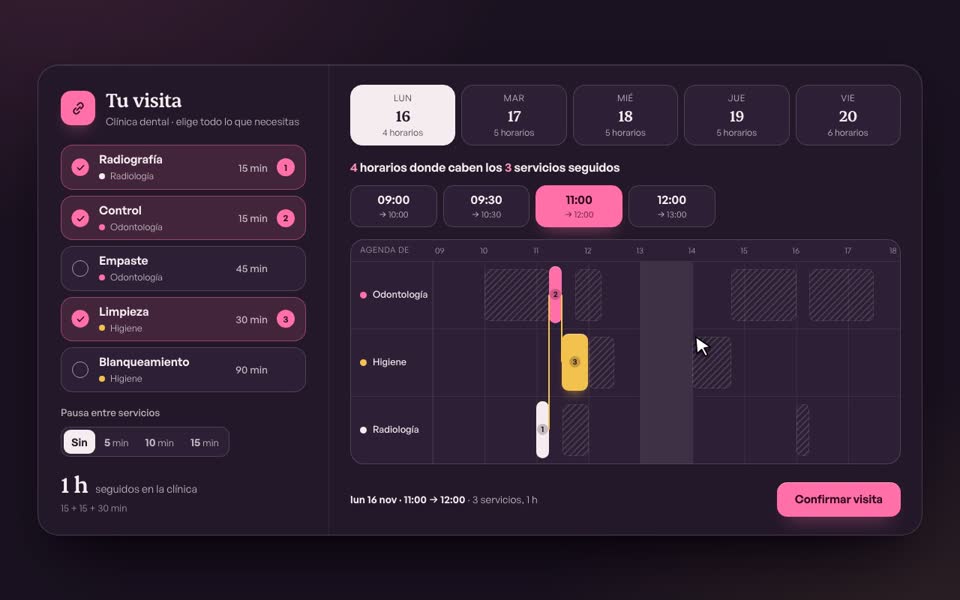 Tu visita
Clínica dental · elige todo lo que necesitas
Radiografía
Radiología
15 min
1
Control
Odontología
15 min
2
Empaste
Odontología
45 min
Limpieza
Higiene
30 min
3
Blanqueamiento
Higiene
90 min
Pausa entre servicios
Sin 5 min 10 min 15 min
1 h seguidos en la clínica
15 + 15 + 30 min
LUN
16
4 horarios
MAR
17
5 horarios
MIÉ
18
5 horarios
JUE
19
5 horarios
VIE
20
6 horarios
4 horarios donde caben los 3 servicios seguidos
09:00
→ 10:00
09:30
→ 10:30
11:00
→ 12:00
12:00
→ 13:00
AGENDA DE 09 10 11 12 13 14 15 16 17 18
Odontología 2
Higiene 3
Radiología 1
lun 16 nov · 11:00 → 12:00 · 3 servicios, 1 h
Confirmar visita